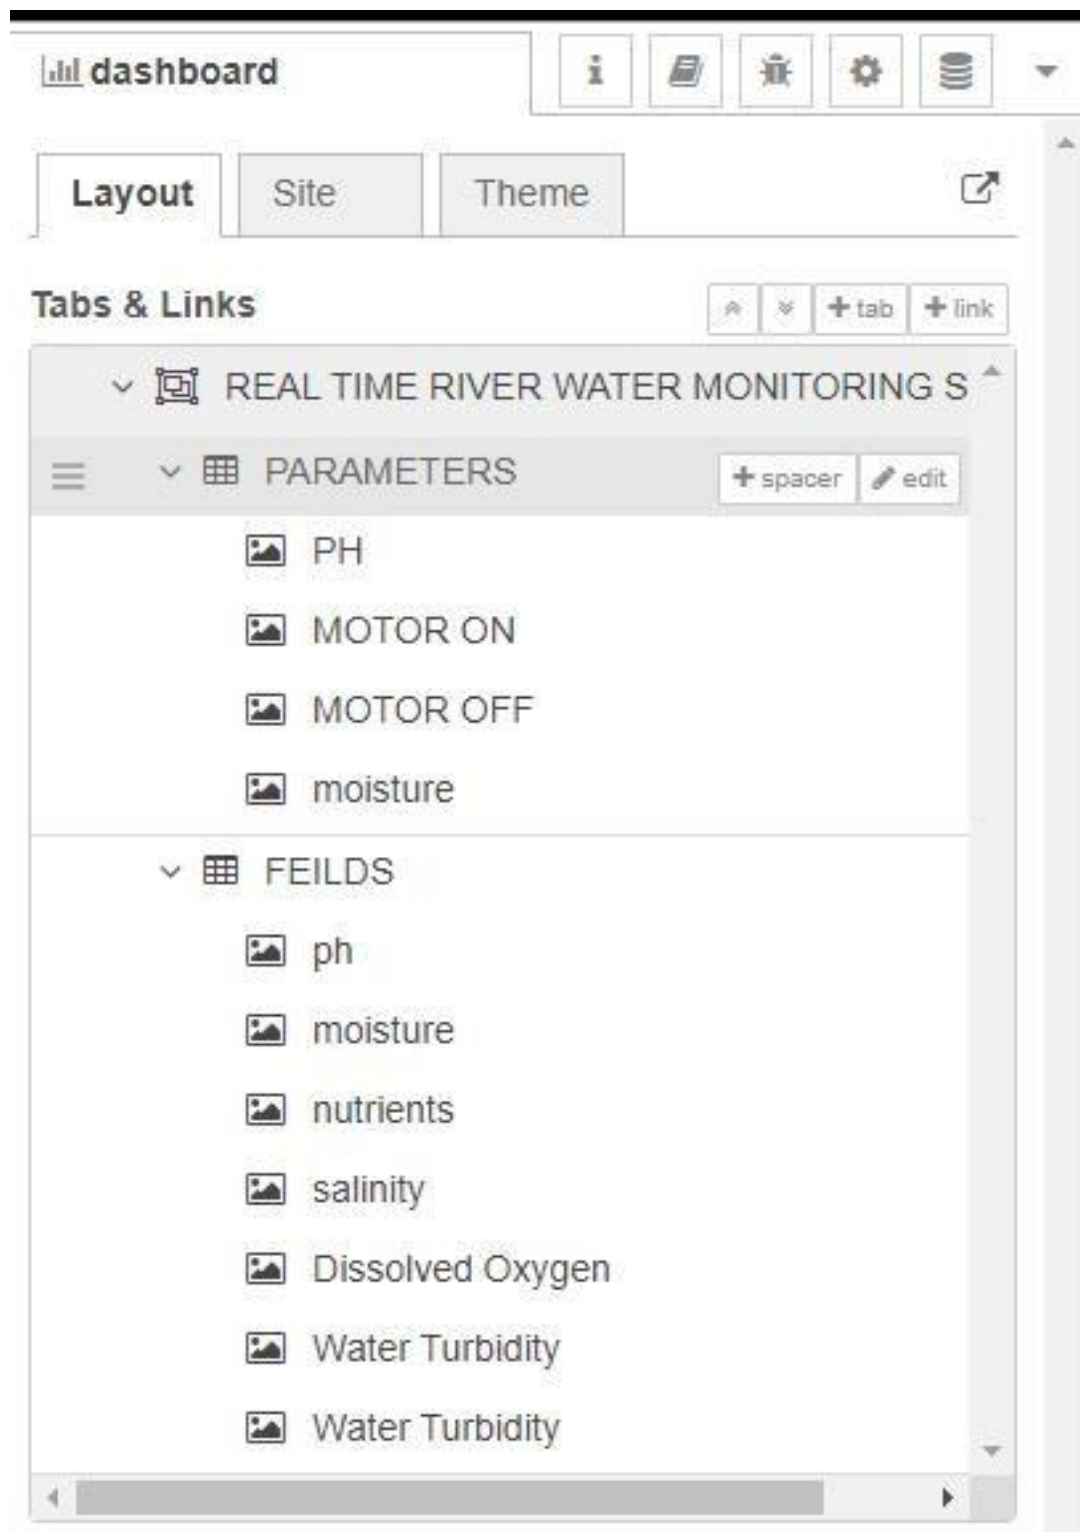 dashboard
Layout Site Theme
Tabs & Links + tab + link
REAL TIME RIVER WATER MONITORING S
PARAMETERS + spacer edit
PH
MOTOR ON
MOTOR OFF
moisture
FEILDS
ph
moisture
nutrients
salinity
Dissolved Oxygen
Water Turbidity
Water Turbidity